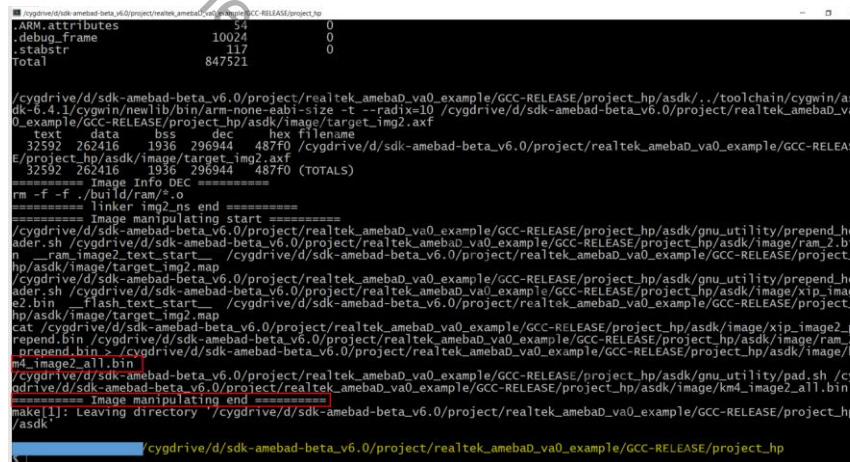 /cygdrive/d/sdk-amebad-beta_v6.0/project/realtek_amebaD_va0_example/GCC-RELEASE/project_hp
.ARM.attributes 54 0
.debug_frame 10024 0
.stabstr 117 0
Total 847521
/cygdrive/d/sdk-amebad-beta_v6.0/project/realtek_amebaD_va0_example/GCC-RELEASE/project_hp/asdk/../toolchain/cygwin/as
dk-6.4.1/cygwin/newlib/bin/arm-none-eabi-size -t --radix=10 /cygdrive/d/sdk-amebad-beta_v6.0/project/realtek_amebaD_va
0_example/GCC-RELEASE/project_hp/asdk/image/target_img2.axf
text data bss dec hex filename
32592 262416 1936 296944 487f0 /cygdrive/d/sdk-amebad-beta_v6.0/project/realtek_amebaD_va0_example/GCC-RELEAS
E/project_hp/asdk/image/target_img2.axf
32592 262416 1936 296944 487f0 (TOTALS)
========== Image Info DEC ==========
rm -f -f ./build/ram/*.o
========== linker img2_ns end ==========
========== Image manipulating start ==========
/cygdrive/d/sdk-amebad-beta_v6.0/project/realtek_amebaD_va0_example/GCC-RELEASE/project_hp/asdk/gnu_utility/prepend_he
ader.sh /cygdrive/d/sdk-amebad-beta_v6.0/project/realtek_amebaD_va0_example/GCC-RELEASE/project_hp/asdk/image/ram_2.bi
n __ram_image2_text_start__ /cygdrive/d/sdk-amebad-beta_v6.0/project/realtek_amebaD_va0_example/GCC-RELEASE/project_
hp/asdk/image/target_img2.map
/cygdrive/d/sdk-amebad-beta_v6.0/project/realtek_amebaD_va0_example/GCC-RELEASE/project_hp/asdk/gnu_utility/prepend_he
ader.sh /cygdrive/d/sdk-amebad-beta_v6.0/project/realtek_amebaD_va0_example/GCC-RELEASE/project_hp/asdk/image/xip_imag
e2.bin __flash_text_start__ /cygdrive/d/sdk-amebad-beta_v6.0/project/realtek_amebaD_va0_example/GCC-RELEASE/project_
hp/asdk/image/target_img2.map
cat /cygdrive/d/sdk-amebad-beta_v6.0/project/realtek_amebaD_va0_example/GCC-RELEASE/project_hp/asdk/image/xip_image2_p
repend.bin /cygdrive/d/sdk-amebad-beta_v6.0/project/realtek_amebaD_va0_example/GCC-RELEASE/project_hp/asdk/image/ram_
_prepend.bin > /cygdrive/d/sdk-amebad-beta_v6.0/project/realtek_amebaD_va0_example/GCC-RELEASE/project_hp/asdk/image/k
m4_image2_all.bin
/cygdrive/d/sdk-amebad-beta_v6.0/project/realtek_amebaD_va0_example/GCC-RELEASE/project_hp/asdk/gnu_utility/pad.sh /cy
gdrive/d/sdk-amebad-beta_v6.0/project/realtek_amebaD_va0_example/GCC-RELEASE/project_hp/asdk/image/km4_image2_all.bin
========== Image manipulating end ==========
make[1]: Leaving directory '/cygdrive/d/sdk-amebad-beta_v6.0/project/realtek_amebaD_va0_example/GCC-RELEASE/project_hp
/asdk'
/cygdrive/d/sdk-amebad-beta_v6.0/project/realtek_amebaD_va0_example/GCC-RELEASE/project_hp